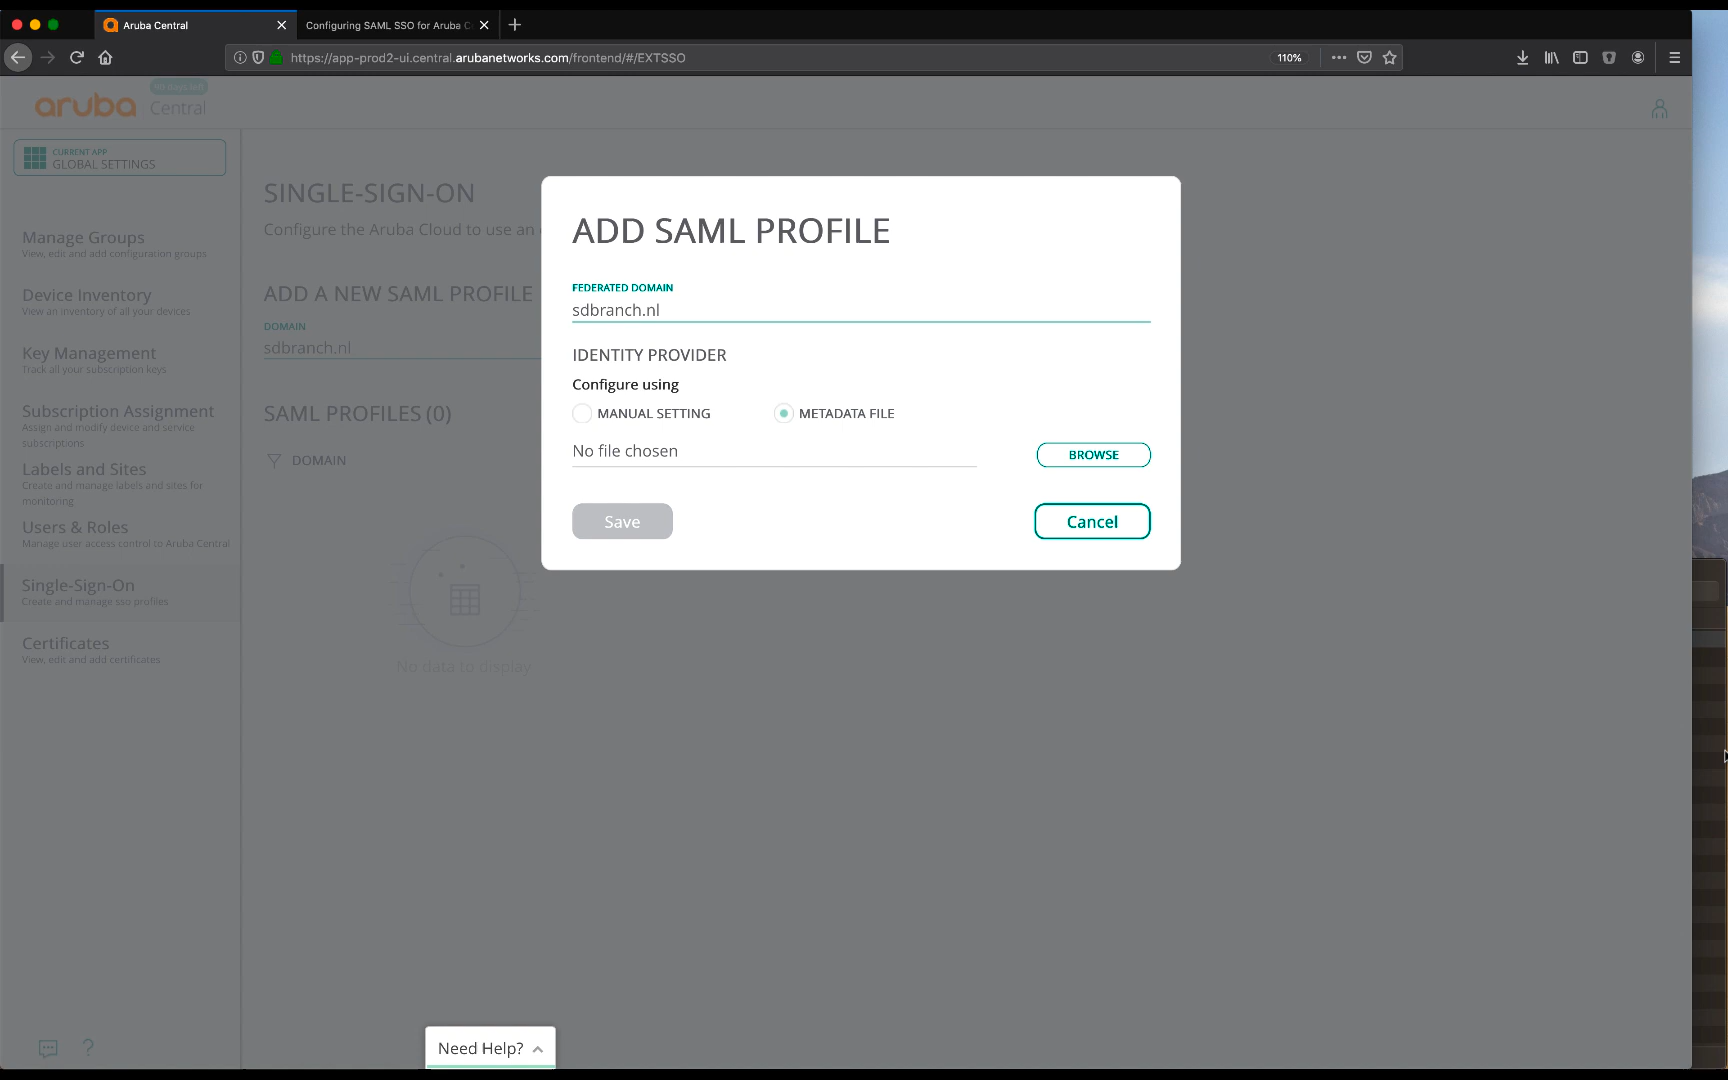 Aruba Central
Configuring SAML SSO for Aruba C
https://app-prod2-ui.central.arubanetworks.com/frontend/#/EXTSSO
110%
aruba
Central
CURRENT APP
GLOBAL SETTINGS
Manage Groups
View, edit and add configuration groups
Device Inventory
View an inventory of all your devices
Key Management
Track all your subscription keys
Subscription Assignment
Assign and modify device and service
subscriptions
Labels and Sites
Create and manage labels and sites for
monitoring
Users & Roles
Manage user access control to Aruba Central
Single-Sign-On
Create and manage sso profiles
Certificates
View, edit and add certificates
SINGLE-SIGN-ON
Configure the Aruba Cloud to use an
ADD A NEW SAML PROFILE
DOMAIN
sdbranch.nl
SAML PROFILES (0)
DOMAIN
No data to display
ADD SAML PROFILE
FEDERATED DOMAIN
sdbranch.nl
IDENTITY PROVIDER
Configure using
MANUAL SETTING
METADATA FILE
No file chosen
BROWSE
Save
Cancel
Need Help?